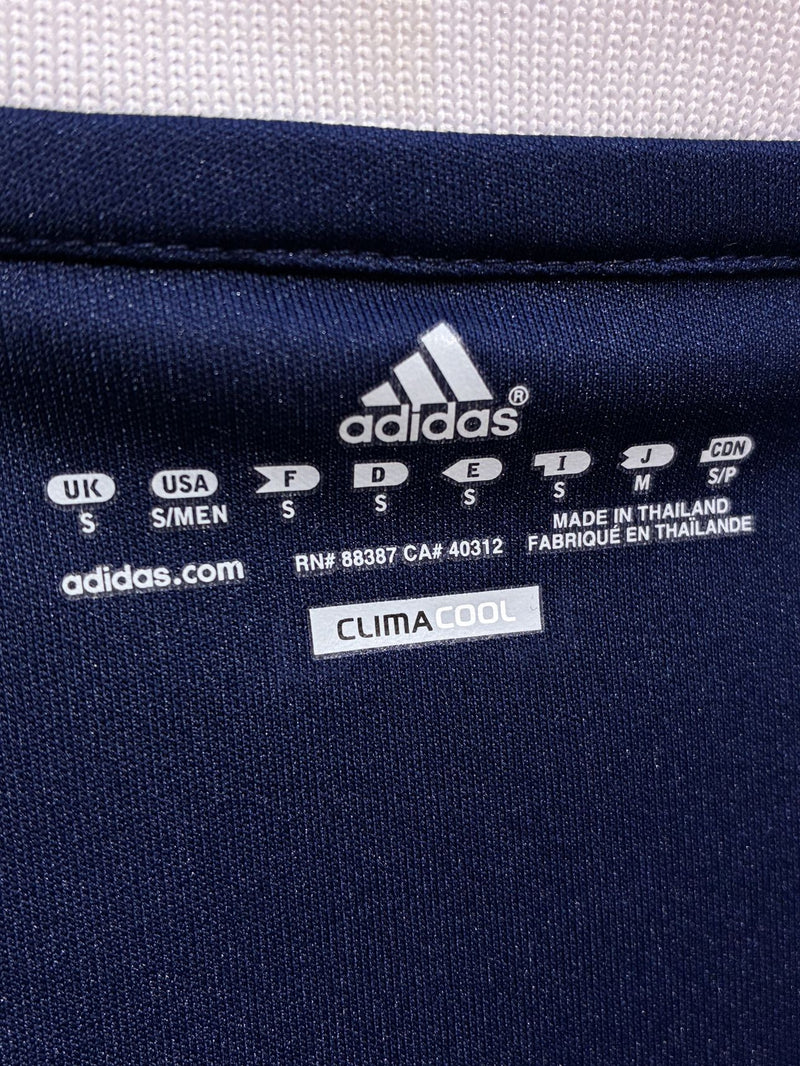 adidas®
UK USA F D E I J CDN
S S/MEN S S S S M S/P
adidas.com RN# 88387 CA# 40312 MADE IN THAILAND
FABRIQUÉ EN THAÏLANDE
CLIMACOOL